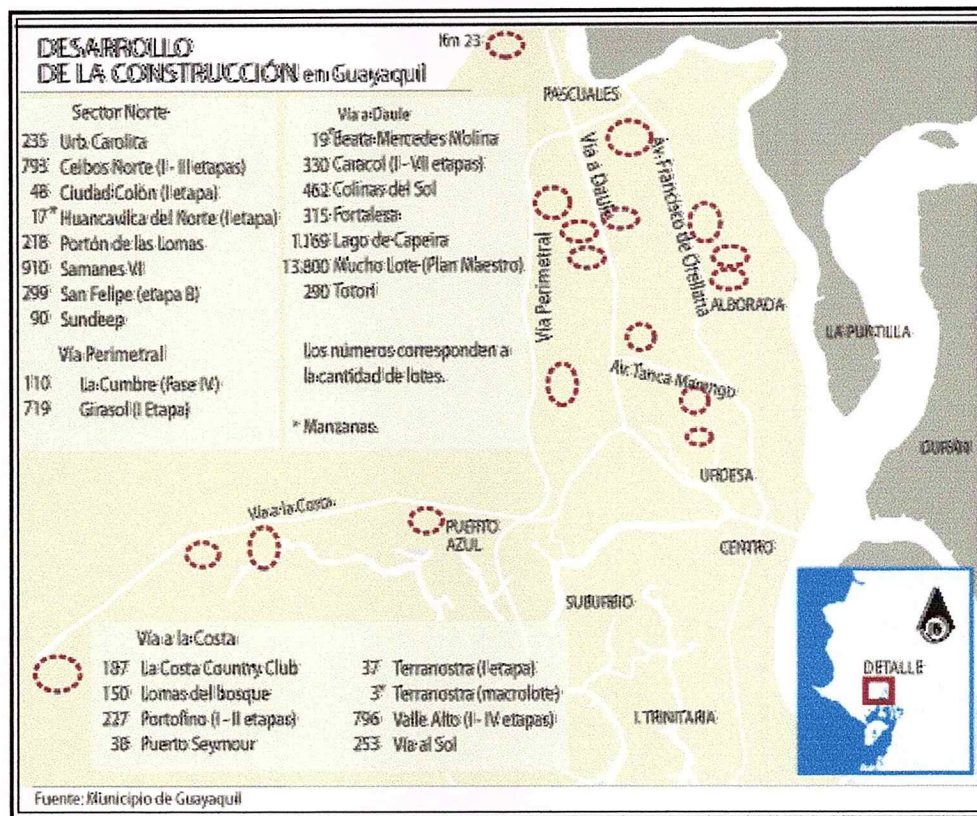 DESARROLLO
DE LA CONSTRUCCIÓN en Guayaquil
Sector Norte
235 Urb. Carolita
793 Ceibos Norte (I - III etapas)
48 Ciudad Colón (I etapa)
17* Huancavilca del Norte (I etapa)
218 Portón de las Lomas
910 Samanes VII
299 San Felipe (etapa B)
90 Sundeep
Vía Perimetral
110 La Cumbre (Fase IV)
719 Girasol (I Etapa)
Vía a Daule
19* Beata Mercedes Molina
330 Caracol (I - VII etapas)
462 Colinas del Sol
315 Fortaleza
1.169 Lago de Capeira
13.800 Mucho Lote (Plan Maestro)
290 Totori
Los números corresponden a
la cantidad de lotes.
* Manzanas.
Km 23
PASCUALES
Vía a Daule
Av. Francisco de Orellana
Vía Perimetral
ALBORADA
LA PUNTILLA
Av. Tanca Marengo
DURÁN
URDESA
Vía a la Costa
PUERTO
AZUL
CENTRO
SUBURBIO
I. TRINITARIA
DETALLE
Vía a la Costa
187 La Costa Country Club
150 Lomas del bosque
227 Portofino (I - II etapas)
38 Puerto Seymour
37 Terranostra (I etapa)
3* Terranostra (macrolote)
796 Valle Alto (I - IV etapas)
253 Vía al Sol
Fuente: Municipio de Guayaquil